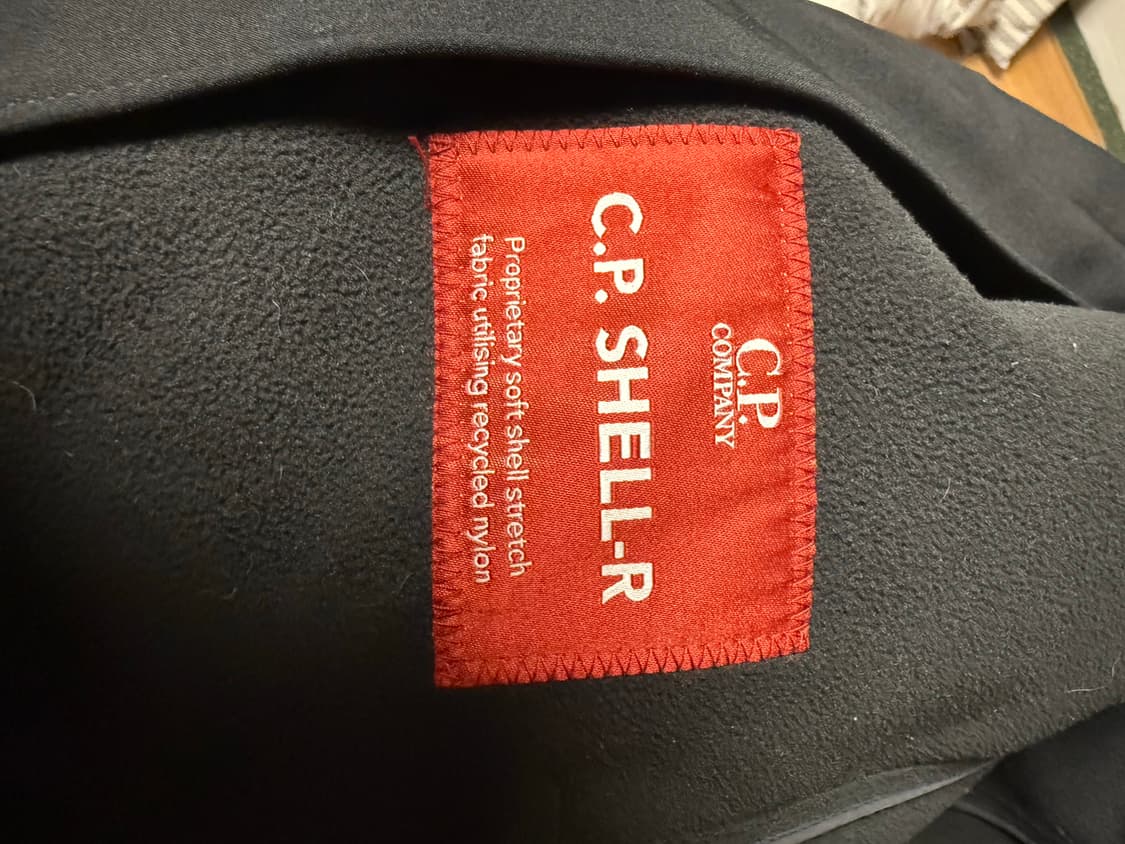 C.P.
COMPANY
C.P. SHELL-R
Proprietary soft shell stretch
fabric utilising recycled nylon